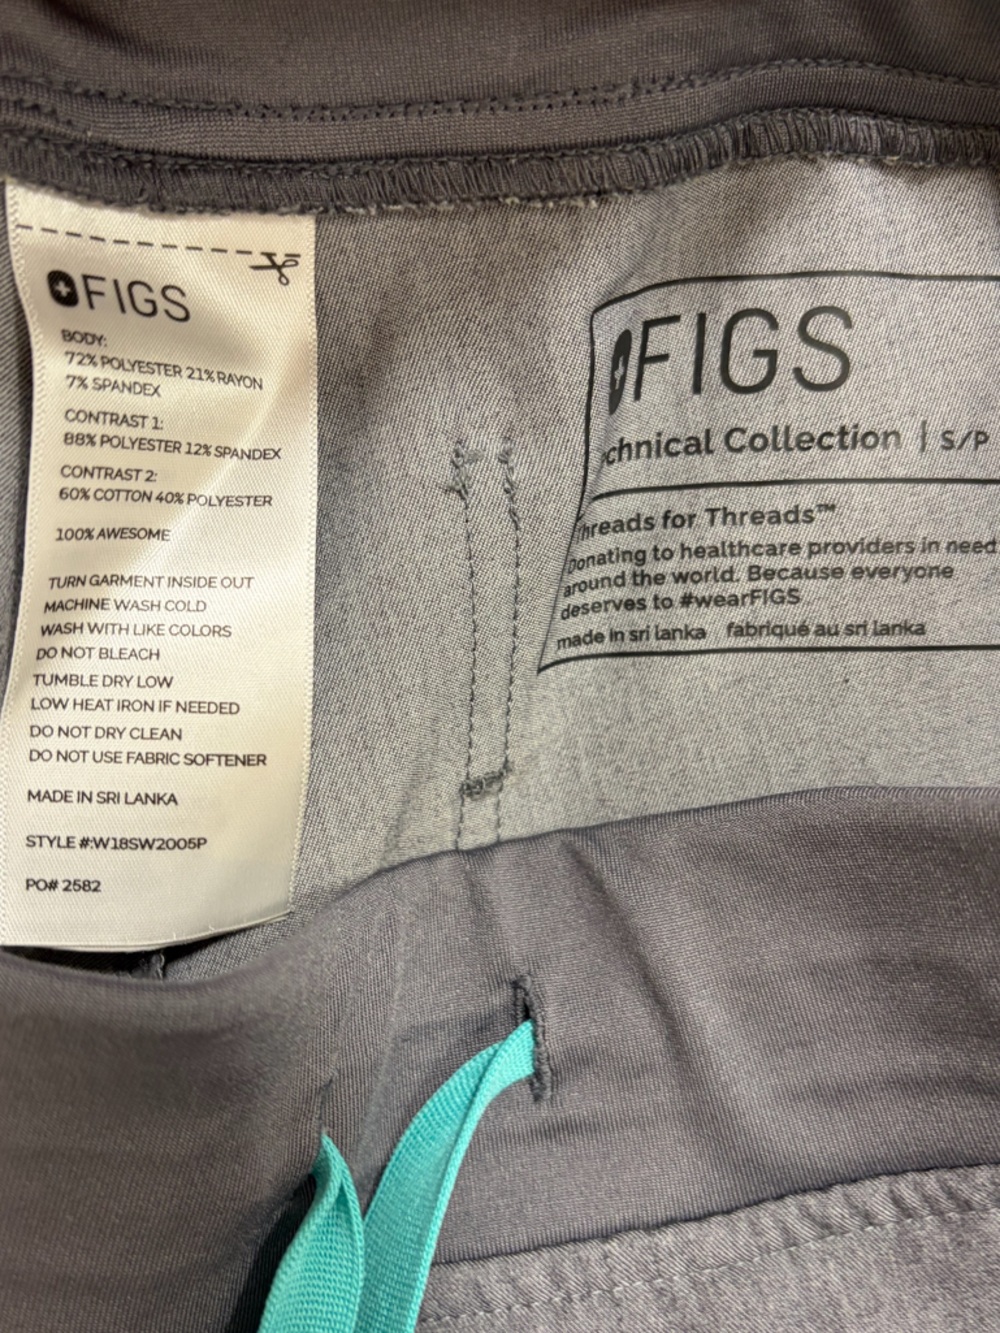 FIGS
BODY:
72% POLYESTER 21% RAYON
7% SPANDEX
CONTRAST 1:
88% POLYESTER 12% SPANDEX
CONTRAST 2:
60% COTTON 40% POLYESTER
100% AWESOME
TURN GARMENT INSIDE OUT
MACHINE WASH COLD
WASH WITH LIKE COLORS
DO NOT BLEACH
TUMBLE DRY LOW
LOW HEAT IRON IF NEEDED
DO NOT DRY CLEAN
DO NOT USE FABRIC SOFTENER
MADE IN SRI LANKA
STYLE #:W18SW2005P
PO# 2582
FIGS
chnical Collection | S/P
hreads for Threads™
Donating to healthcare providers in need
around the world. Because everyone
deserves to #wearFIGS
made in sri lanka fabriqué au sri lanka